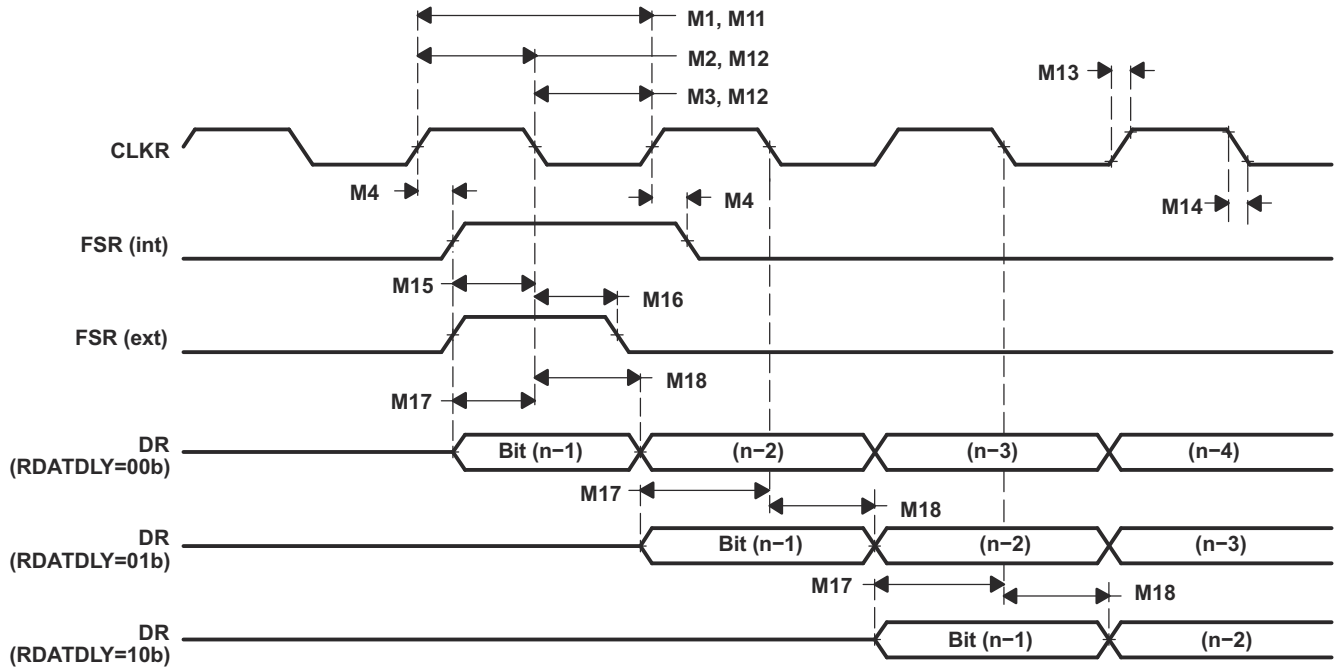 M1, M11
M2, M12
M13
M3, M12
CLKR
M4
M4
M14
FSR (int)
M15
M16
FSR (ext)
M18
M17
DR
(RDATDLY=00b)
Bit (n−1)
(n−2)
(n−3)
(n−4)
M17
M18
DR
(RDATDLY=01b)
Bit (n−1)
(n−2)
(n−3)
M17
M18
DR
(RDATDLY=10b)
Bit (n−1)
(n−2)